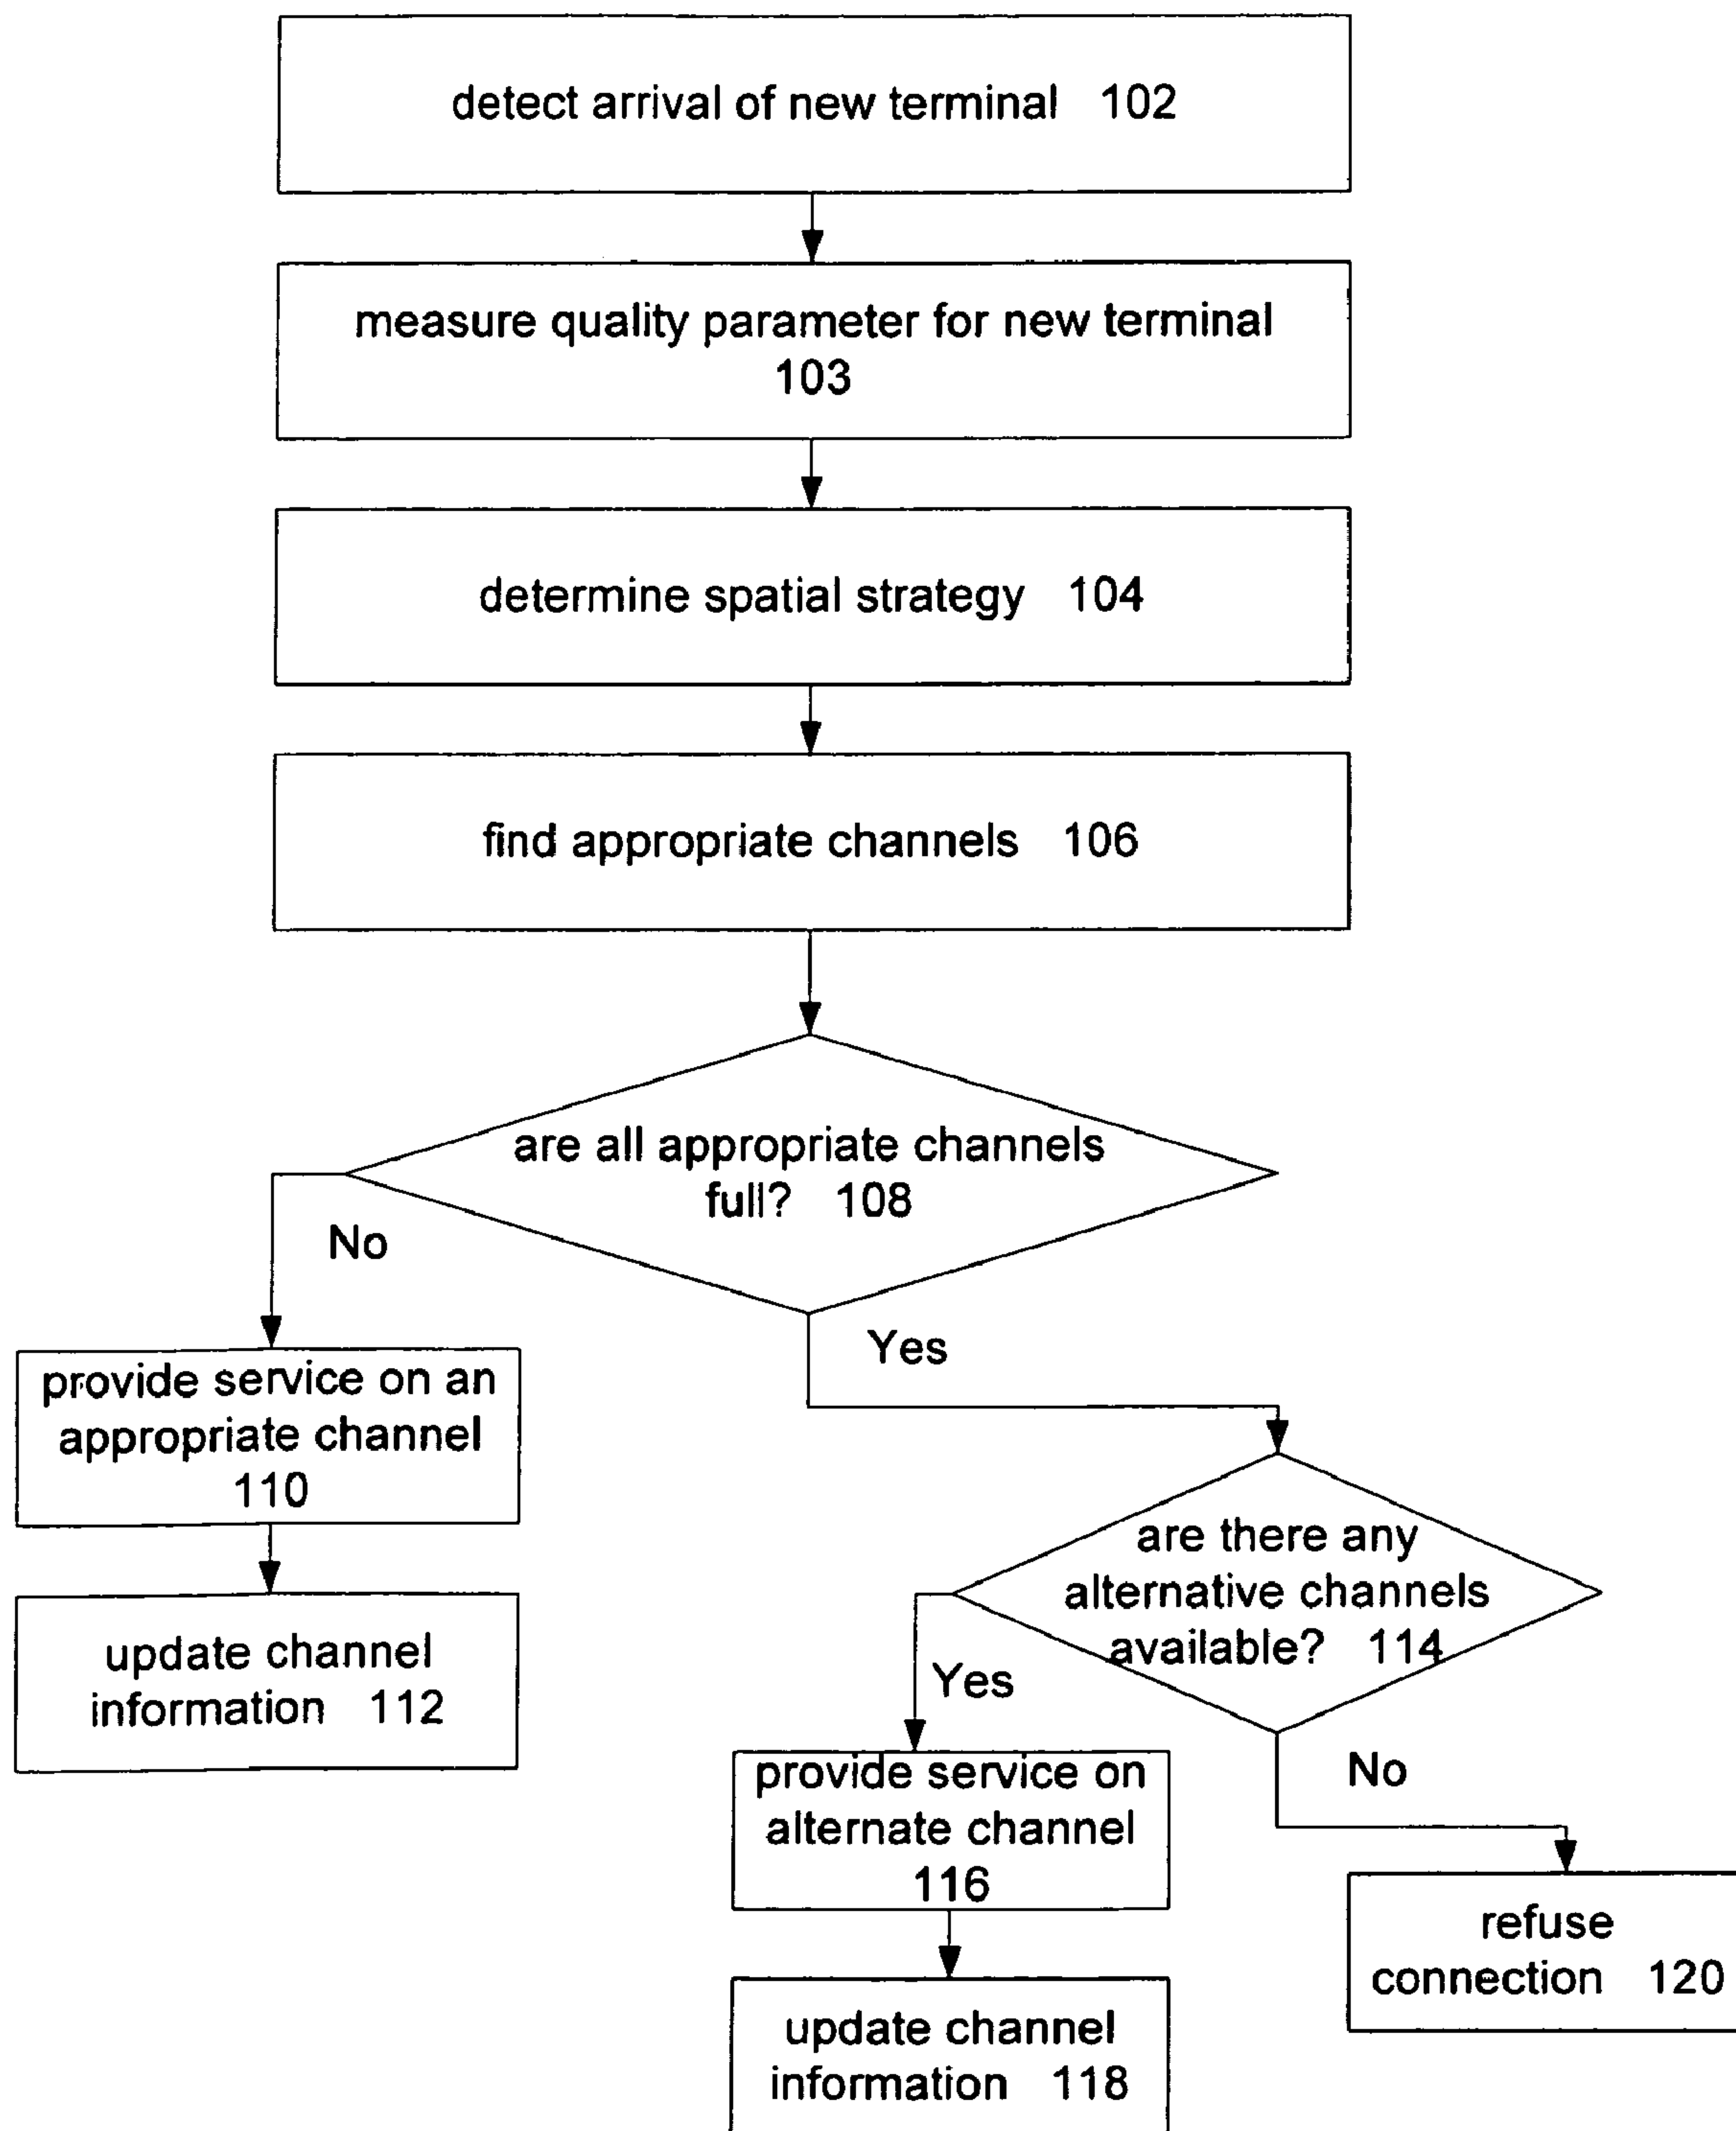 detect arrival of new terminal 102
measure quality parameter for new terminal
103
determine spatial strategy 104
find appropriate channels 106
are all appropriate channels
full? 108
No
Yes
provide service on an
appropriate channel
110
update channel
information 112
are there any
alternative channels
available? 114
Yes
No
provide service on
alternate channel
116
update channel
information 118
refuse
connection 120